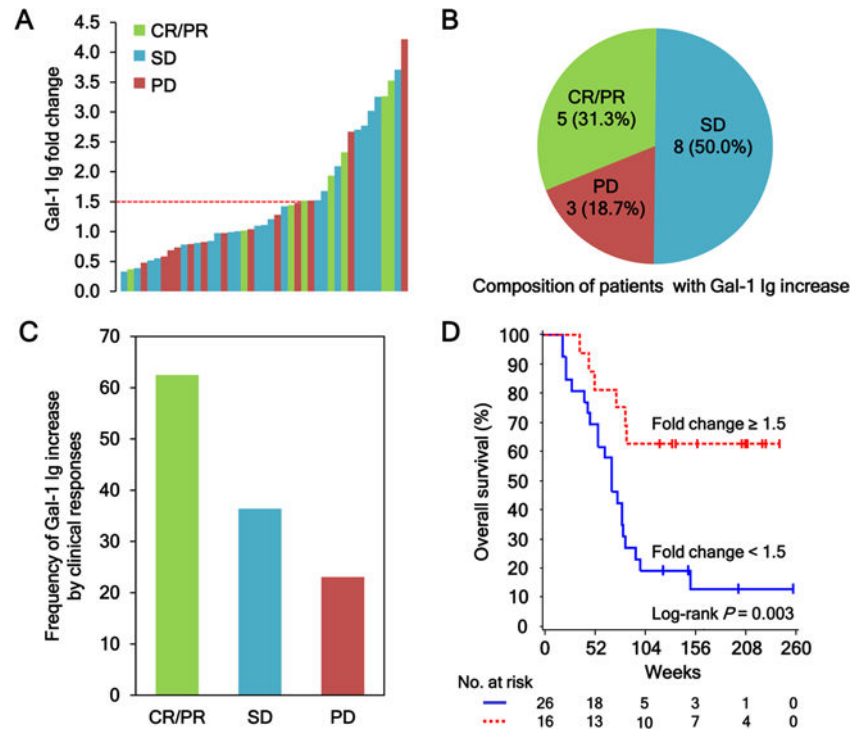 A
CR/PR
SD
PD
Gal-1 Ig fold change
4.5
4.0
3.5
3.0
2.5
2.0
1.5
1.0
0.5
0.0
B
CR/PR
5 (31.3%)
SD
8 (50.0%)
PD
3 (18.7%)
Composition of patients with Gal-1 Ig increase
C
Frequency of Gal-1 Ig increase
by clinical responses
70
60
50
40
30
20
10
0
CR/PR SD PD
D
Overall survival (%)
100
90
80
70
60
50
40
30
20
10
0
Fold change ≥ 1.5
Fold change < 1.5
Log-rank P = 0.003
0 52 104 156 208 260
Weeks
No. at risk
26 18 5 3 1 0
16 13 10 7 4 0